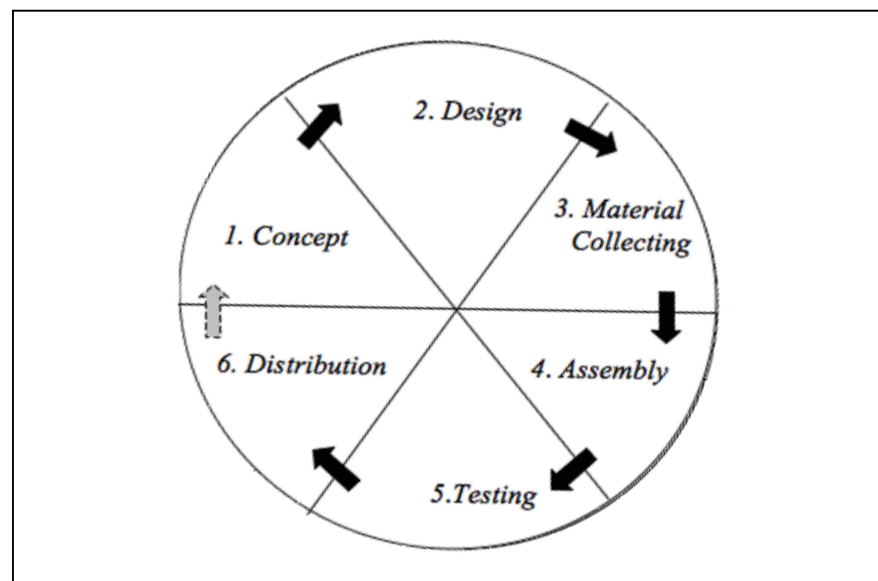 1. Concept
2. Design
3. Material
Collecting
4. Assembly
5.Testing
6. Distribution